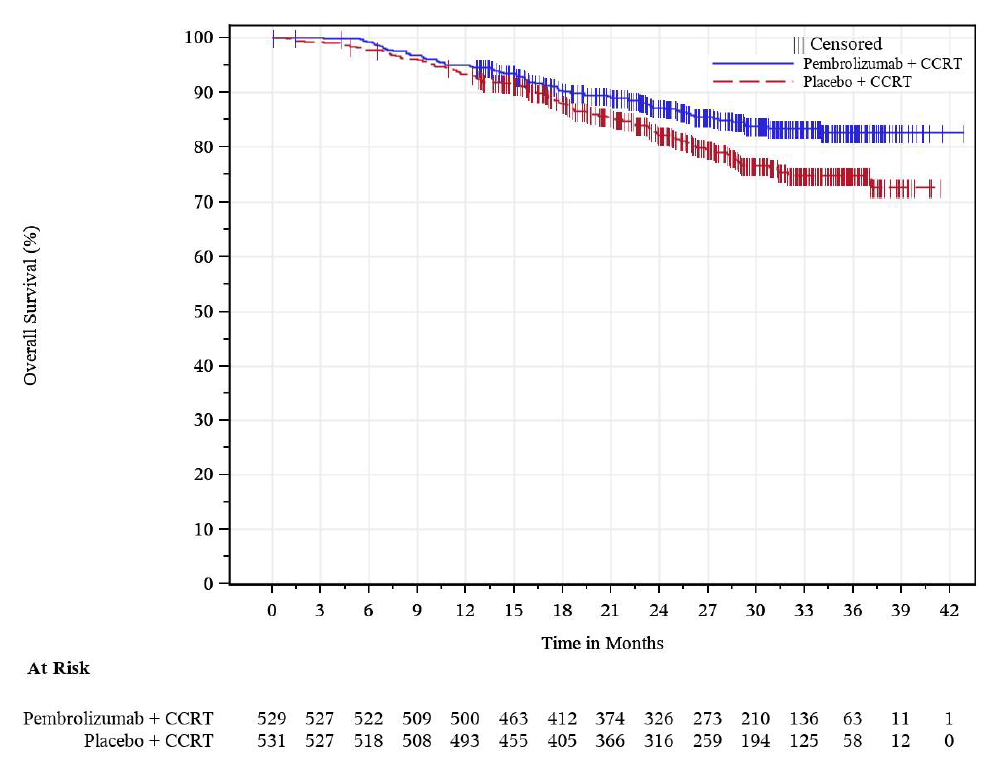 100
90
80
70
60
50
40
30
20
10
0
Overall Survival (%)
Censored
Pembrolizumab + CCRT
Placebo + CCRT
0 3 6 9 12 15 18 21 24 27 30 33 36 39 42
Time in Months
At Risk
Pembrolizumab + CCRT 529 527 522 509 500 463 412 374 326 273 210 136 63 11 1
Placebo + CCRT 531 527 518 508 493 455 405 366 316 259 194 125 58 12 0